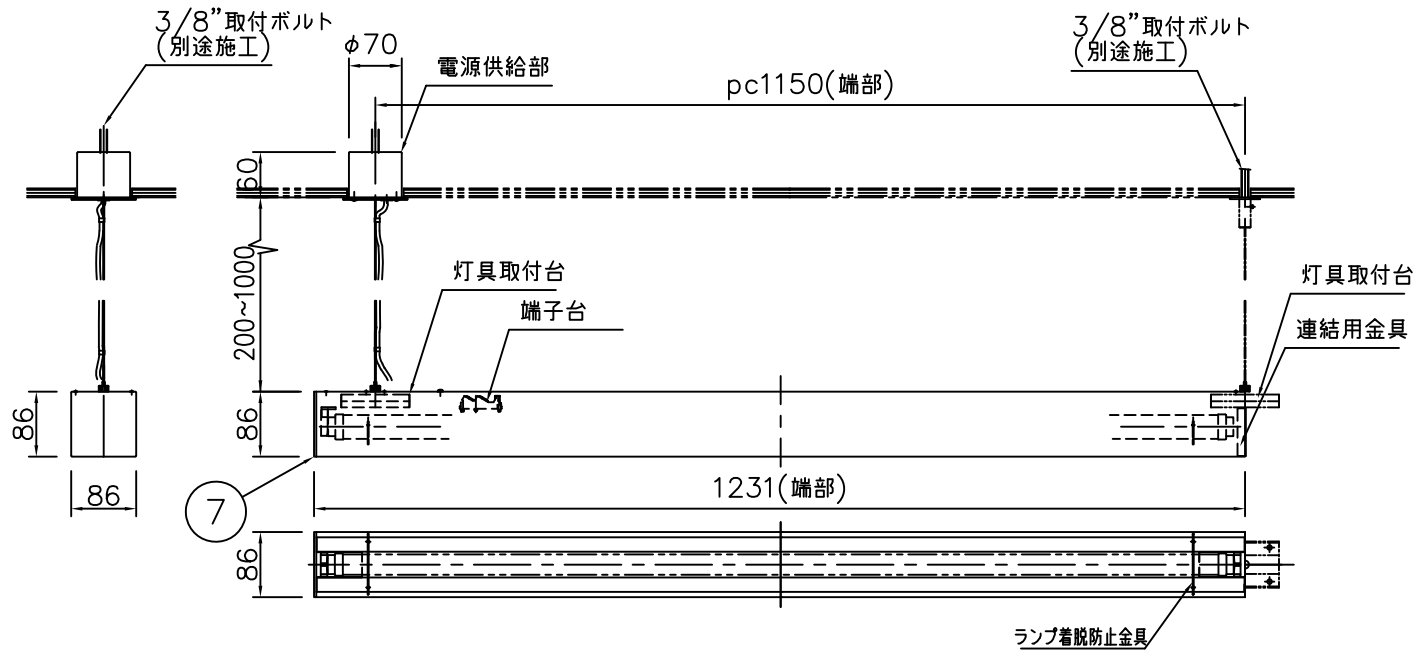 3/8”取付ボルト
(別途施工)
φ70
電源供給部
pc1150(端部)
3/8”取付ボルト
(別途施工)
60
200~1000
灯具取付台
端子台
灯具取付台
連結用金具
86
86
86
7
1231(端部)
86
ランプ着脱防止金具